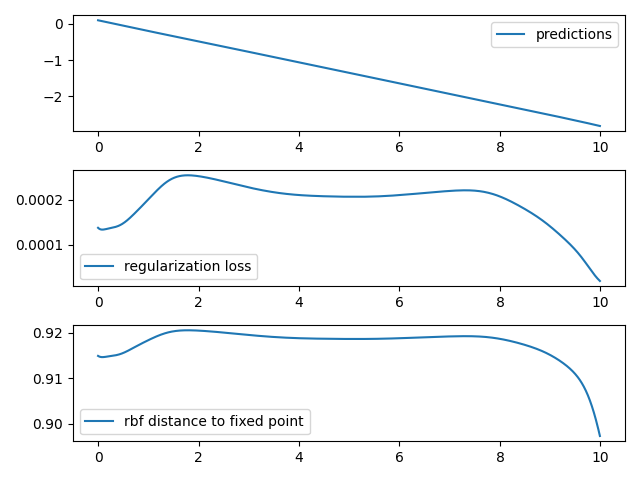 0
predictions
−1
−2
0 2 4 6 8 10
0.0002
0.0001
regularization loss
0 2 4 6 8 10
0.92
0.91
0.90
rbf distance to fixed point
0 2 4 6 8 10